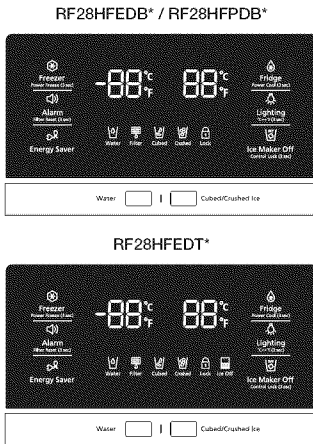 RF28HFEDB* / RF28HFPDB*
-88°C °F 88°C °F
Freezer
Power Freeze (3 sec)
Fridge
Power Cool (3 sec)
Alarm
Filter Reset (3 sec)
Lighting
°C↔°F (3 sec)
Energy Saver
Water Filter Cubed Crushed Lock
Ice Maker Off
Control Lock (3 sec)
Water | Cubed/Crushed Ice
RF28HFEDT*
-88°C °F 88°C °F
Freezer
Power Freeze (3 sec)
Fridge
Power Cool (3 sec)
Alarm
Filter Reset (3 sec)
Lighting
°C↔°F (3 sec)
Energy Saver
Water Filter Cubed Crushed Lock Ice Off
Ice Maker Off
Control Lock (3 sec)
Water | Cubed/Crushed Ice